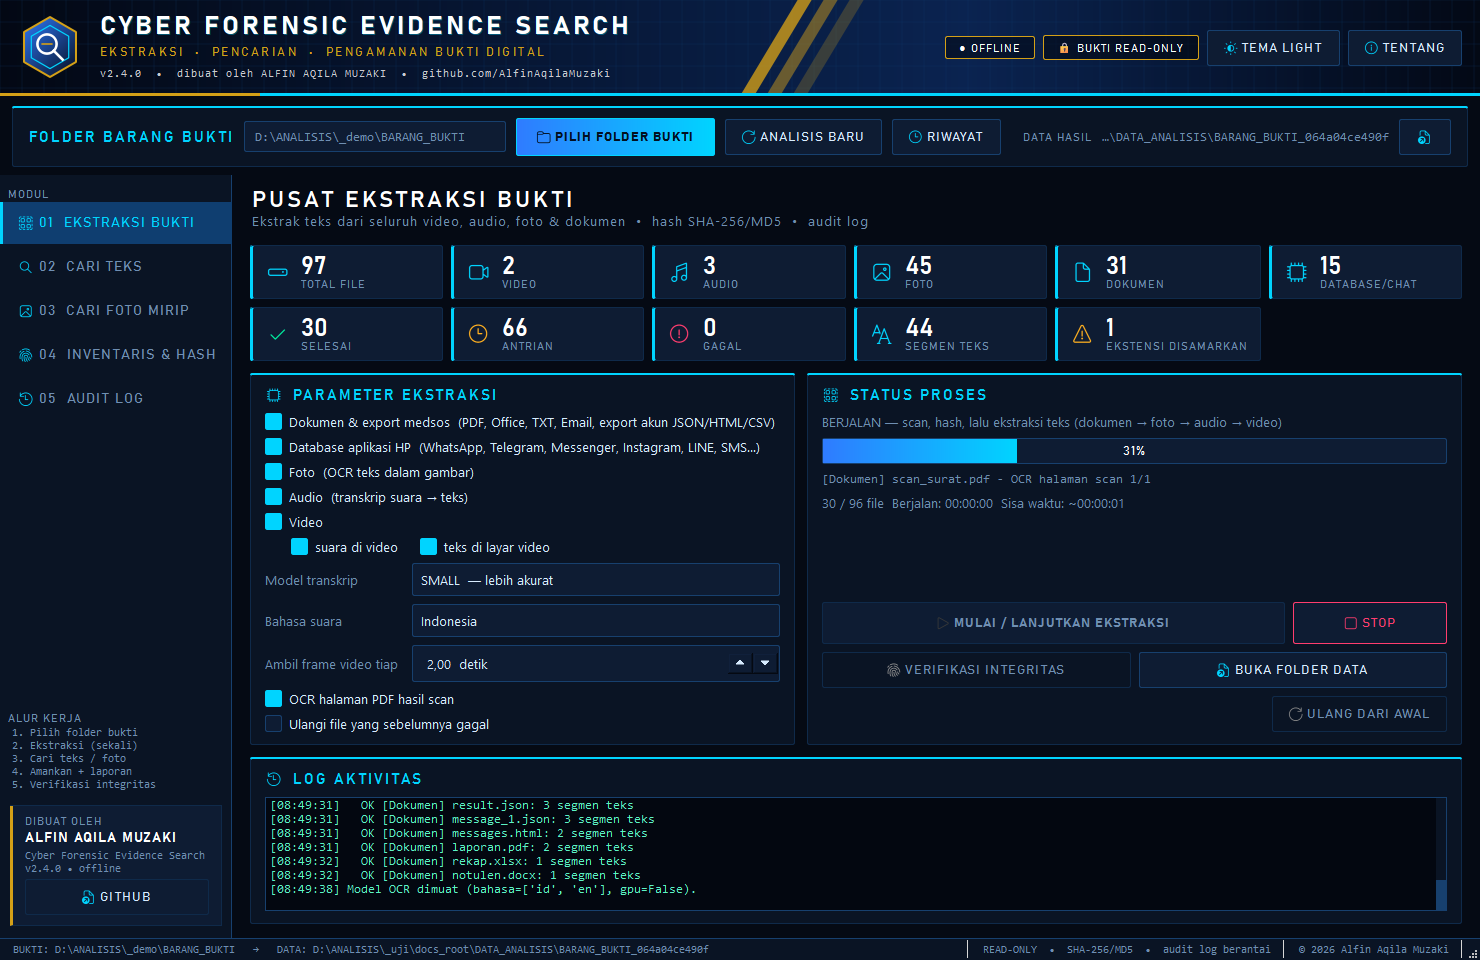 CYBER FORENSIC EVIDENCE SEARCH
EKSTRAKSI · PENCARIAN · PENGAMANAN BUKTI DIGITAL
v2.4.0 • dibuat oleh ALFIN AQILA MUZAKI • github.com/AlfinAqilaMuzaki
● OFFLINE
BUKTI READ-ONLY
TEMA LIGHT
TENTANG
FOLDER BARANG BUKTI
D:\ANALISIS\_demo\BARANG_BUKTI
PILIH FOLDER BUKTI
ANALISIS BARU
RIWAYAT
DATA HASIL …\DATA_ANALISIS\BARANG_BUKTI_064a04ce490f
MODUL
01 EKSTRAKSI BUKTI
02 CARI TEKS
03 CARI FOTO MIRIP
04 INVENTARIS & HASH
05 AUDIT LOG
ALUR KERJA
1. Pilih folder bukti
2. Ekstraksi (sekali)
3. Cari teks / foto
4. Amankan + laporan
5. Verifikasi integritas
DIBUAT OLEH
ALFIN AQILA MUZAKI
Cyber Forensic Evidence Search
v2.4.0 • offline
GITHUB
PUSAT EKSTRAKSI BUKTI
Ekstrak teks dari seluruh video, audio, foto & dokumen • hash SHA-256/MD5 • audit log
97
TOTAL FILE
2
VIDEO
3
AUDIO
45
FOTO
31
DOKUMEN
15
DATABASE/CHAT
30
SELESAI
66
ANTRIAN
0
GAGAL
44
SEGMEN TEKS
1
EKSTENSI DISAMARKAN
PARAMETER EKSTRAKSI
Dokumen & export medsos (PDF, Office, TXT, Email, export akun JSON/HTML/CSV)
Database aplikasi HP (WhatsApp, Telegram, Messenger, Instagram, LINE, SMS...)
Foto (OCR teks dalam gambar)
Audio (transkrip suara → teks)
Video
suara di video
teks di layar video
Model transkrip
SMALL — lebih akurat
Bahasa suara
Indonesia
Ambil frame video tiap
2,00 detik
OCR halaman PDF hasil scan
Ulangi file yang sebelumnya gagal
STATUS PROSES
BERJALAN — scan, hash, lalu ekstraksi teks (dokumen → foto → audio → video)
31%
[Dokumen] scan_surat.pdf - OCR halaman scan 1/1
30 / 96 file Berjalan: 00:00:00 Sisa waktu: ~00:00:01
MULAI / LANJUTKAN EKSTRAKSI
STOP
VERIFIKASI INTEGRITAS
BUKA FOLDER DATA
ULANG DARI AWAL
LOG AKTIVITAS
[08:49:31] OK [Dokumen] result.json: 3 segmen teks
[08:49:31] OK [Dokumen] message_1.json: 3 segmen teks
[08:49:31] OK [Dokumen] messages.html: 2 segmen teks
[08:49:31] OK [Dokumen] laporan.pdf: 2 segmen teks
[08:49:32] OK [Dokumen] rekap.xlsx: 1 segmen teks
[08:49:32] OK [Dokumen] notulen.docx: 1 segmen teks
[08:49:38] Model OCR dimuat (bahasa=['id', 'en'], gpu=False).
BUKTI: D:\ANALISIS\_demo\BARANG_BUKTI → DATA: D:\ANALISIS\_uji\docs_root\DATA_ANALISIS\BARANG_BUKTI_064a04ce490f
READ-ONLY • SHA-256/MD5 • audit log berantai
© 2026 Alfin Aqila Muzaki